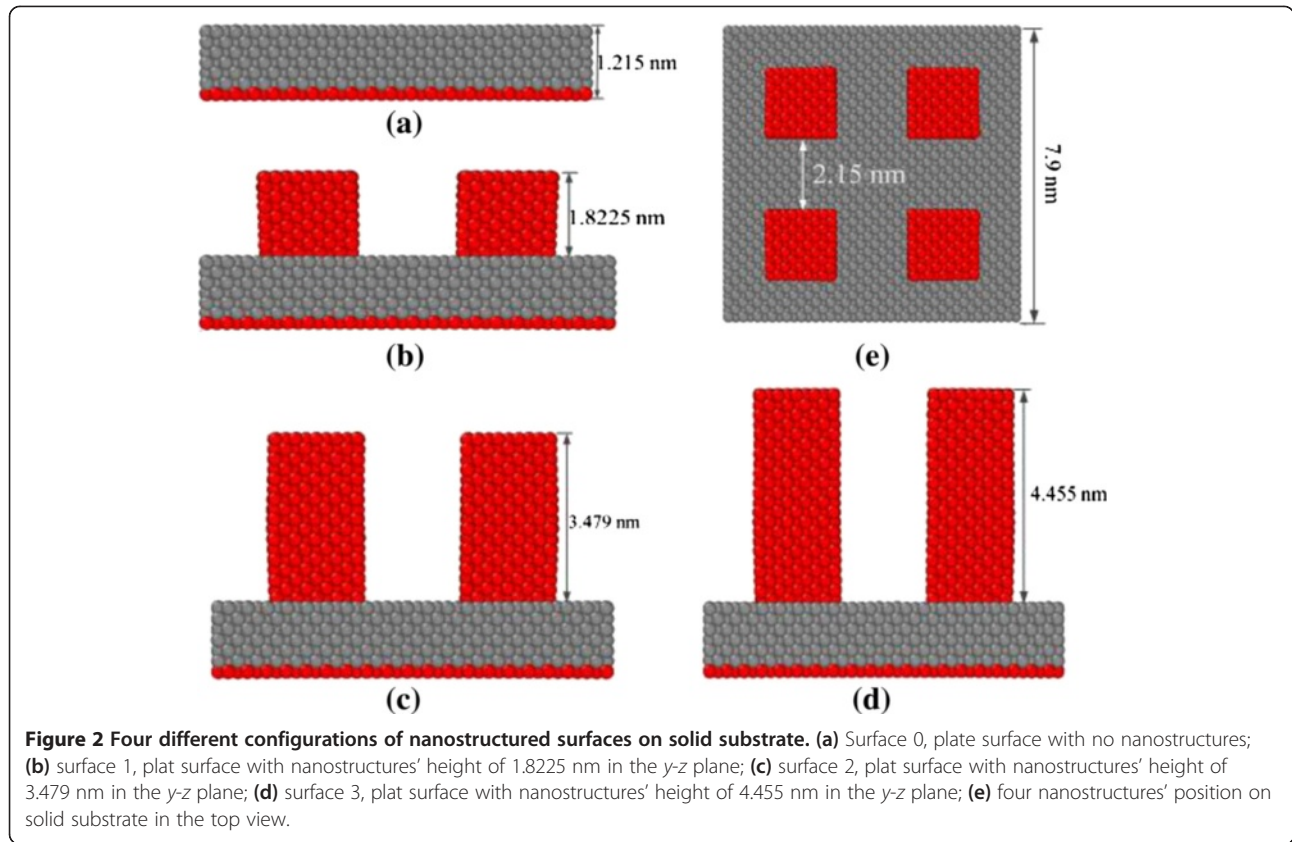 1.215 nm
(a)
1.8225 nm
(b)
2.15 nm
7.9 nm
(e)
3.479 nm
(c)
4.455 nm
(d)
Figure 2 Four different configurations of nanostructured surfaces on solid substrate. (a) Surface 0, plate surface with no nanostructures;
(b) surface 1, plat surface with nanostructures' height of 1.8225 nm in the y-z plane; (c) surface 2, plat surface with nanostructures' height of
3.479 nm in the y-z plane; (d) surface 3, plat surface with nanostructures' height of 4.455 nm in the y-z plane; (e) four nanostructures' position on
solid substrate in the top view.